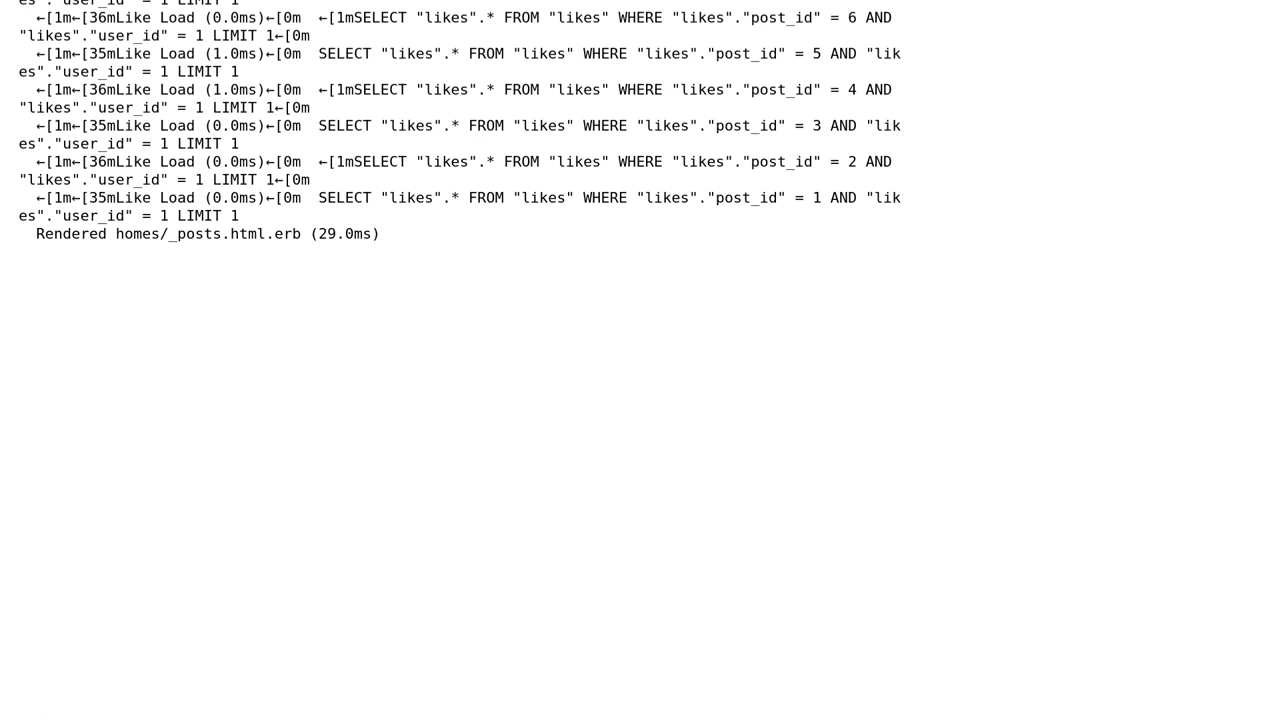 es"."user_id" = 1 LIMIT 1
  ←[1m←[36mLike Load (0.0ms)←[0m  ←[1mSELECT "likes".* FROM "likes" WHERE "likes"."post_id" = 6 AND
"likes"."user_id" = 1 LIMIT 1←[0m
  ←[1m←[35mLike Load (1.0ms)←[0m  SELECT "likes".* FROM "likes" WHERE "likes"."post_id" = 5 AND "lik
es"."user_id" = 1 LIMIT 1
  ←[1m←[36mLike Load (1.0ms)←[0m  ←[1mSELECT "likes".* FROM "likes" WHERE "likes"."post_id" = 4 AND
"likes"."user_id" = 1 LIMIT 1←[0m
  ←[1m←[35mLike Load (0.0ms)←[0m  SELECT "likes".* FROM "likes" WHERE "likes"."post_id" = 3 AND "lik
es"."user_id" = 1 LIMIT 1
  ←[1m←[36mLike Load (0.0ms)←[0m  ←[1mSELECT "likes".* FROM "likes" WHERE "likes"."post_id" = 2 AND
"likes"."user_id" = 1 LIMIT 1←[0m
  ←[1m←[35mLike Load (0.0ms)←[0m  SELECT "likes".* FROM "likes" WHERE "likes"."post_id" = 1 AND "lik
es"."user_id" = 1 LIMIT 1
  Rendered homes/_posts.html.erb (29.0ms)